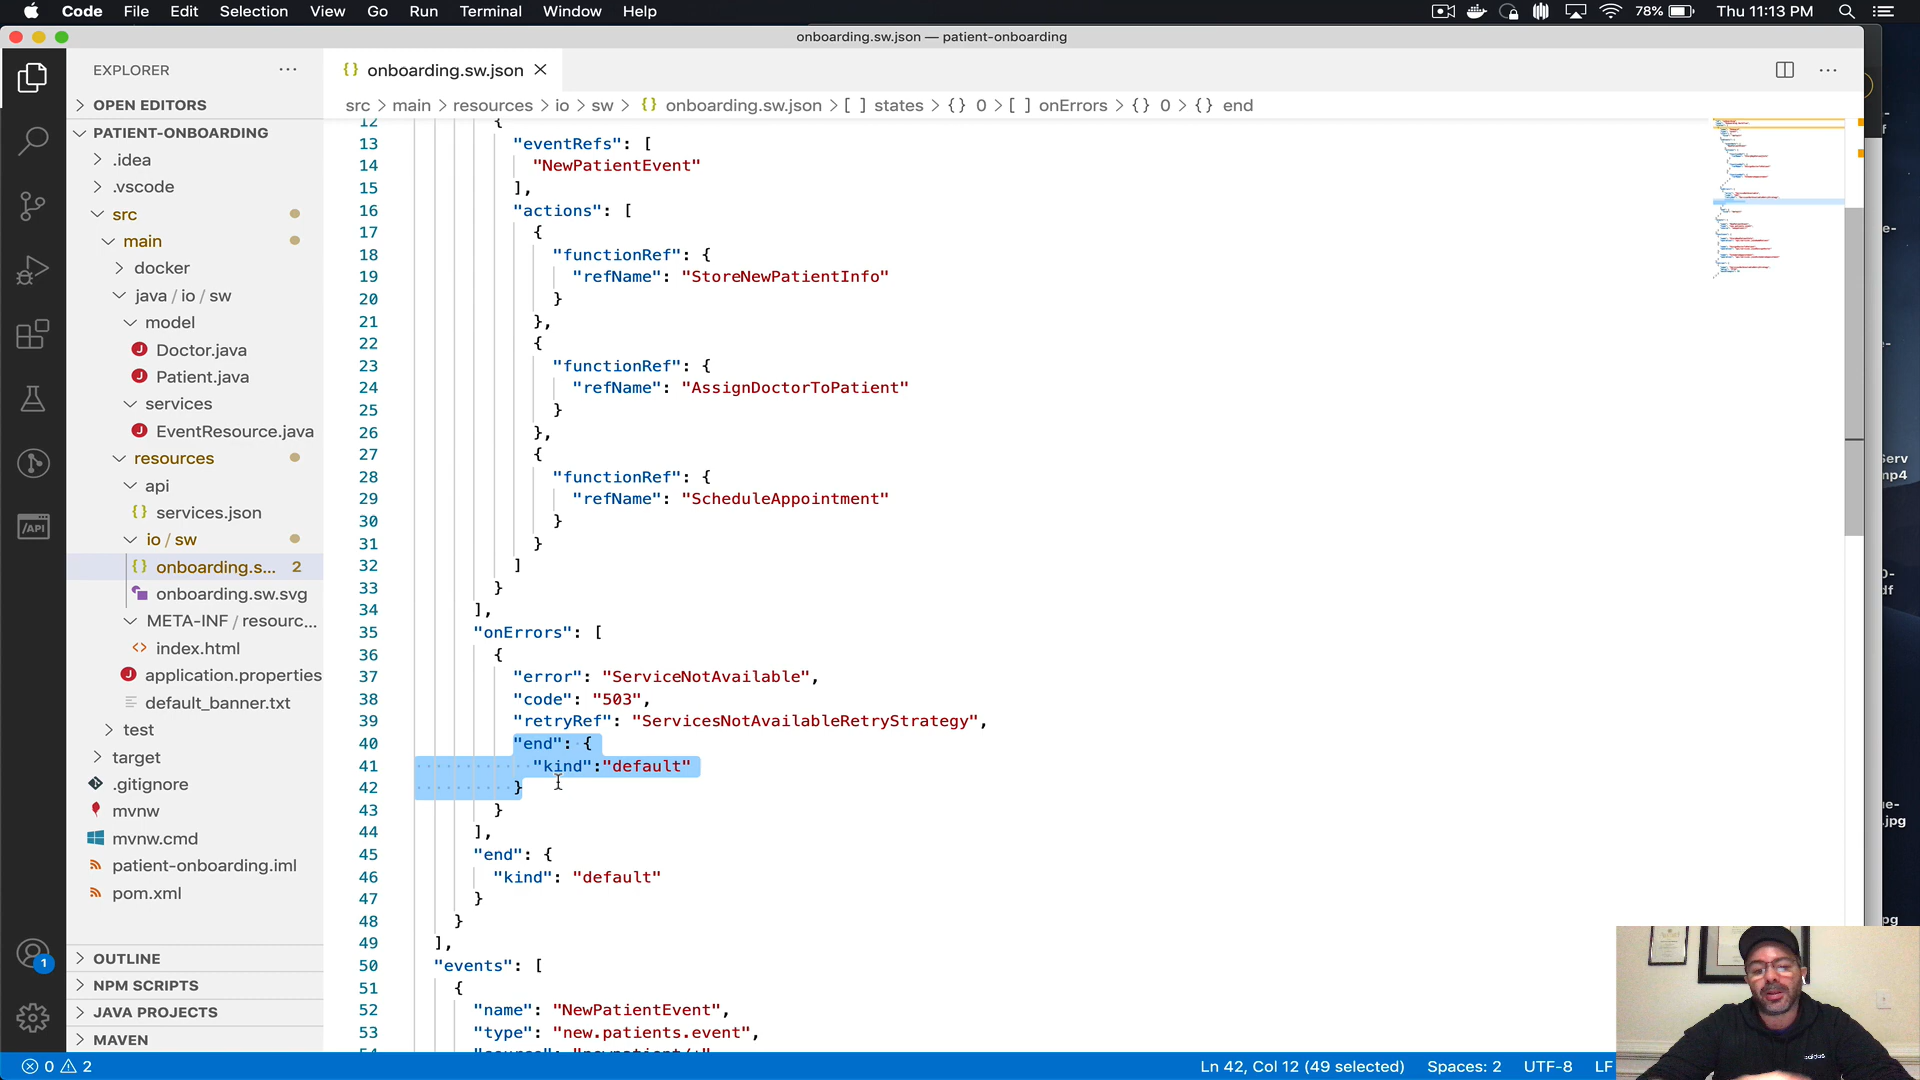 Code File Edit Selection View Go Run Terminal Window Help 78% Thu 11:13 PM
onboarding.sw.json — patient-onboarding
EXPLORER
onboarding.sw.json
OPEN EDITORS
src > main > resources > io > sw > {} onboarding.sw.json > [ ] states > {} 0 > [ ] onErrors > {} 0 > {} end
PATIENT-ONBOARDING
.idea
.vscode
src
main
docker
java / io / sw
model
Doctor.java
Patient.java
services
EventResource.java
resources
api
services.json
io / sw
onboarding.s... 2
onboarding.sw.svg
META-INF / resourc...
index.html
application.properties
default_banner.txt
test
target
.gitignore
mvnw
mvnw.cmd
patient-onboarding.iml
pom.xml
OUTLINE
NPM SCRIPTS
JAVA PROJECTS
MAVEN
12 {
13 "eventRefs": [
14 "NewPatientEvent"
15 ],
16 "actions": [
17 {
18 "functionRef": {
19 "refName": "StoreNewPatientInfo"
20 }
21 },
22 {
23 "functionRef": {
24 "refName": "AssignDoctorToPatient"
25 }
26 },
27 {
28 "functionRef": {
29 "refName": "ScheduleAppointment"
30 }
31 }
32 ]
33 }
34 ],
35 "onErrors": [
36 {
37 "error": "ServiceNotAvailable",
38 "code": "503",
39 "retryRef": "ServicesNotAvailableRetryStrategy",
40 "end": {
41 "kind":"default"
42 }
43 }
44 ],
45 "end": {
46 "kind": "default"
47 }
48 }
49 ],
50 "events": [
51 {
52 "name": "NewPatientEvent",
53 "type": "new.patients.event",
/API
1
0 2
Ln 42, Col 12 (49 selected) Spaces: 2 UTF-8 LF
adidas